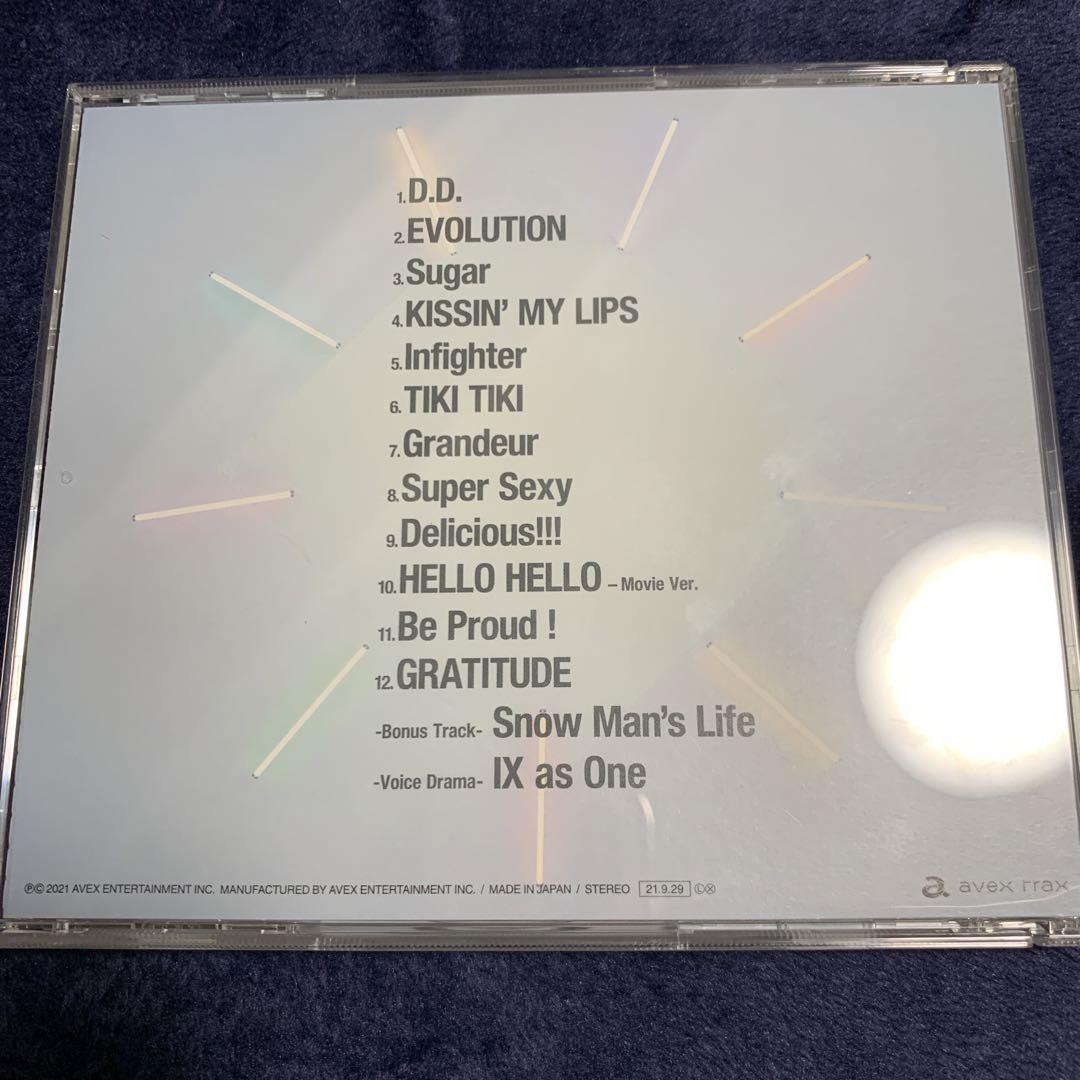 1. D.D.
2. EVOLUTION
3. Sugar
4. KISSIN' MY LIPS
5. Infighter
6. TIKI TIKI
7. Grandeur
8. Super Sexy
9. Delicious!!!
10. HELLO HELLO – Movie Ver.
11. Be Proud !
12. GRATITUDE
-Bonus Track- Snow Man's Life
-Voice Drama- IX as One
℗© 2021 AVEX ENTERTAINMENT INC. MANUFACTURED BY AVEX ENTERTAINMENT INC. / MADE IN JAPAN / STEREO 21.9.29 Ⓛⓧ
a avex trax